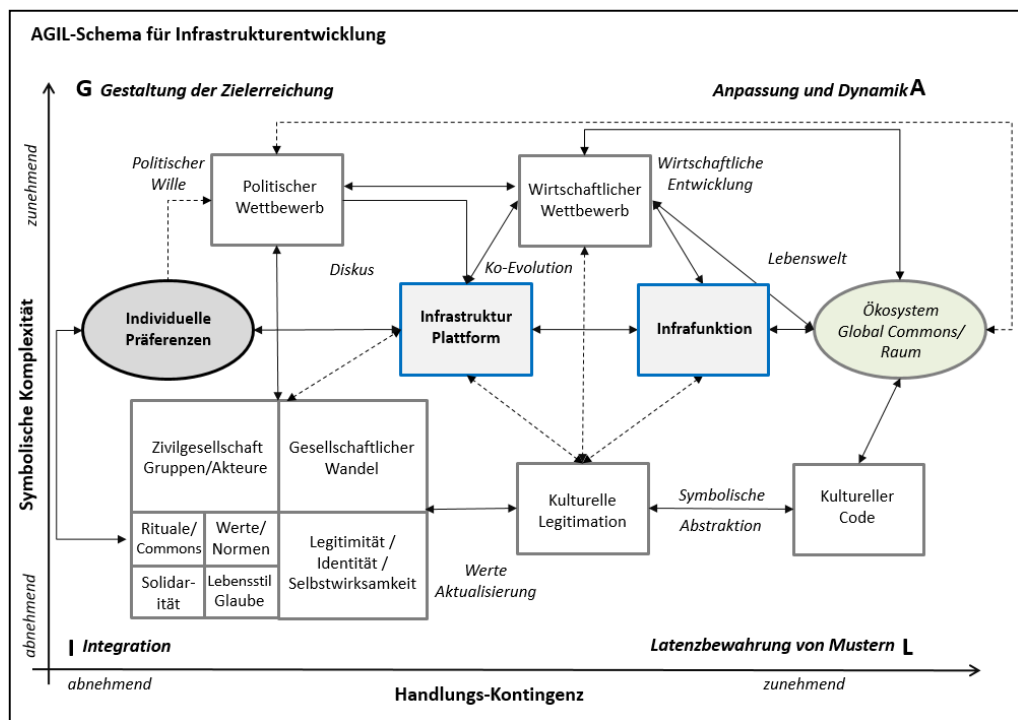 AGIL-Schema für Infrastrukturentwicklung
G Gestaltung der Zielerreichung
Anpassung und Dynamik A
zunehmend
Symbolische Komplexität
abnehmend
Politischer
Wille
Politischer
Wettbewerb
Wirtschaftlicher
Wettbewerb
Wirtschaftliche
Entwicklung
Diskus
Ko-Evolution
Lebenswelt
Individuelle
Präferenzen
Infrastruktur
Plattform
Infrafunktion
Ökosystem
Global Commons/
Raum
Zivilgesellschaft
Gruppen/Akteure
Gesellschaftlicher
Wandel
Rituale/
Commons
Werte/
Normen
Solidar-
ität
Lebensstil
Glaube
Legitimität /
Identität /
Selbstwirksamkeit
Werte
Aktualisierung
Kulturelle
Legitimation
Symbolische
Abstraktion
Kultureller
Code
I Integration
Latenzbewahrung von Mustern L
abnehmend
Handlungs-Kontingenz
zunehmend